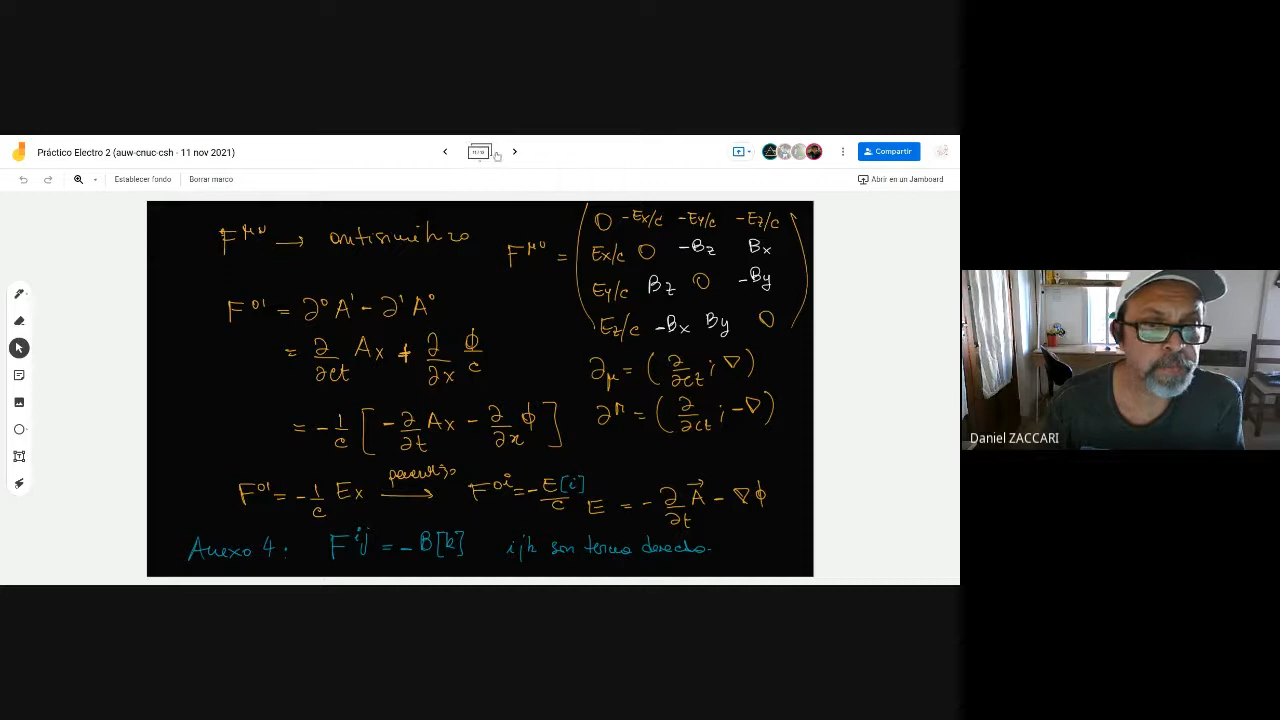 Práctico Electro 2 (auw-cnuc-csh - 11 nov 2021)
Compartir
Establecer fondo
Borrar marco
Abrir en un Jamboard
F^{μν} → antisimétrico
F^{μν} = ( 0 -Ex/c -Ey/c -Ez/c
Ex/c 0 -Bz Bx
Ey/c Bz 0 -By
Ez/c -Bx By 0 )
F^{01} = ∂^0 A^1 - ∂^1 A^0
= ∂/∂ct Ax + ∂/∂x ϕ/c
∂_μ = (∂/∂ct ; ∇)
∂^μ = (∂/∂ct ; -∇)
= -1/c [ -∂/∂t Ax - ∂/∂x ϕ ]
F^{01} = -1/c Ex → F^{0i} = -E[i]/c
E = -∂/∂t A⃗ - ∇ϕ
Anexo 4: F^{ij} = -B[k] ijk son terna derecha.
Daniel ZACCARI